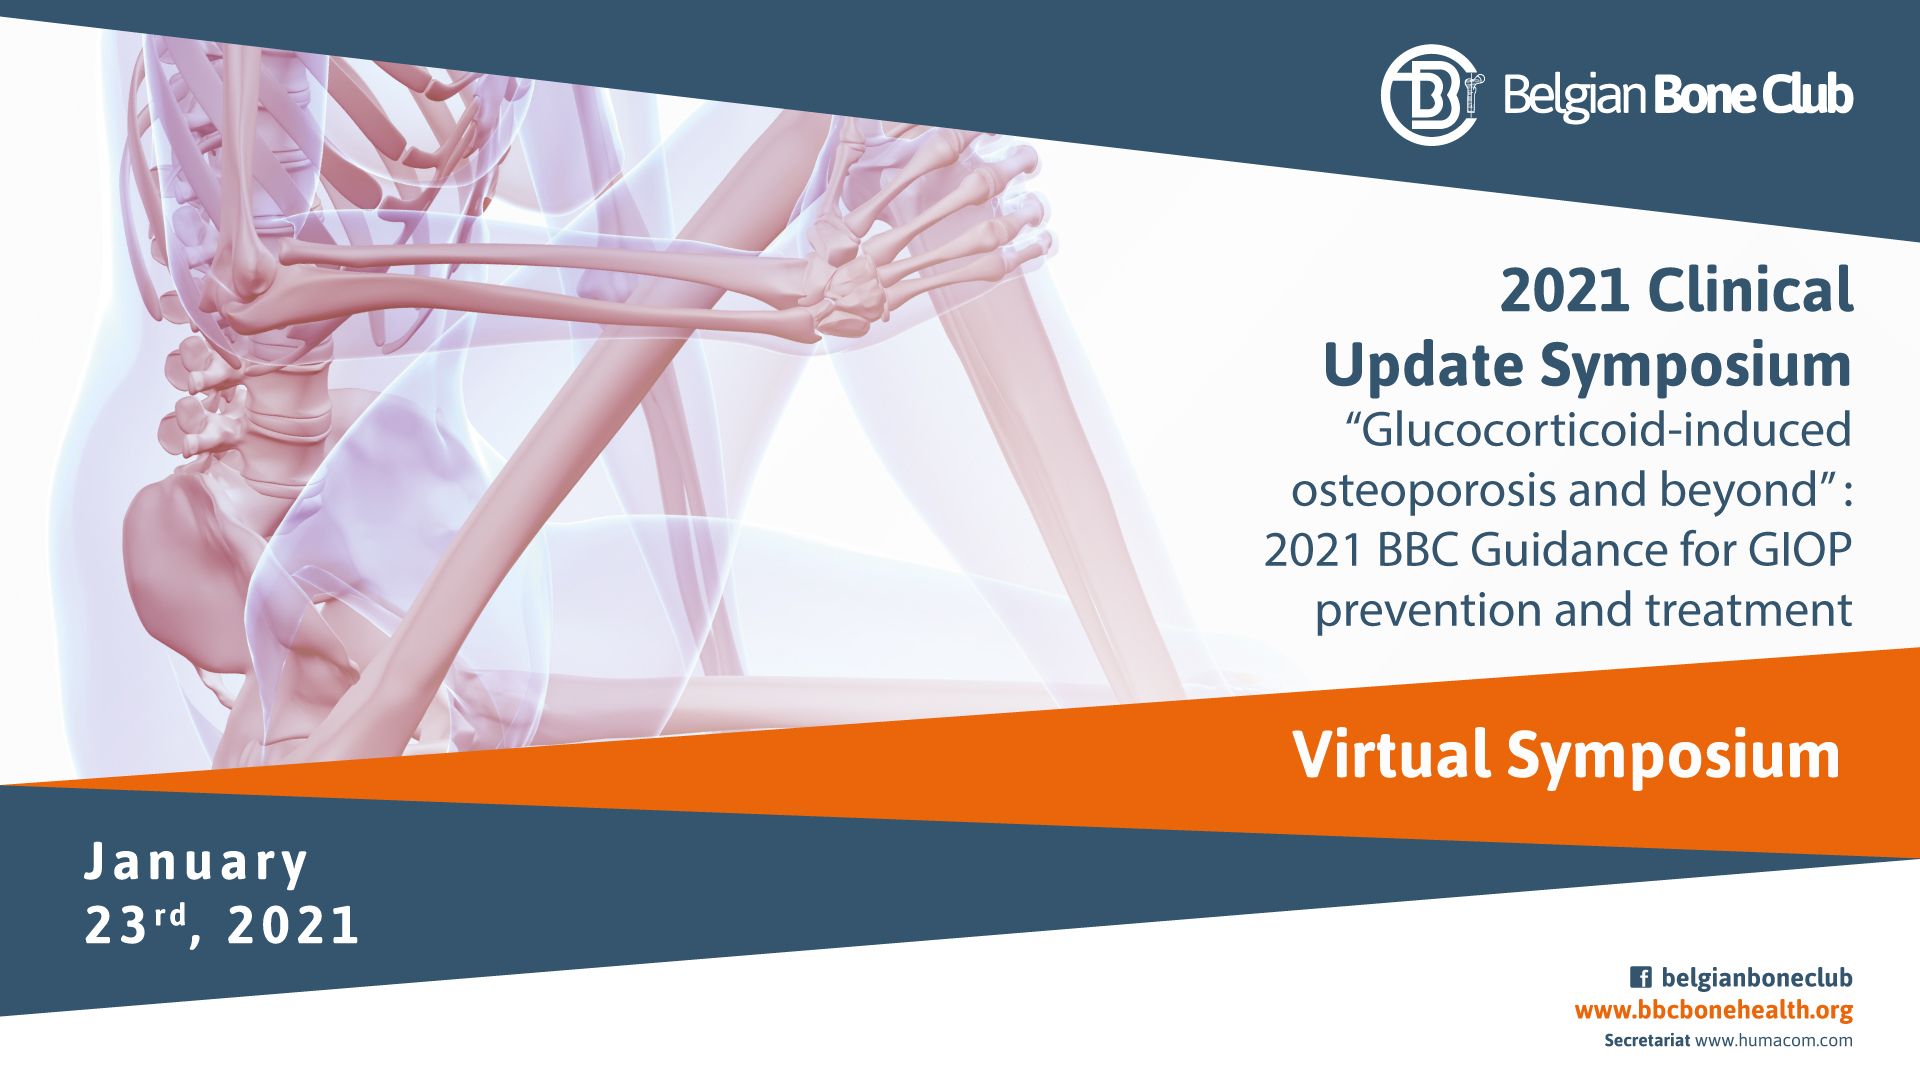 Belgian Bone Club
2021 Clinical
Update Symposium
“Glucocorticoid-induced
osteoporosis and beyond” :
2021 BBC Guidance for GIOP
prevention and treatment
Virtual Symposium
January
23rd, 2021
belgianboneclub
www.bbcbonehealth.org
Secretariat www.humacom.com